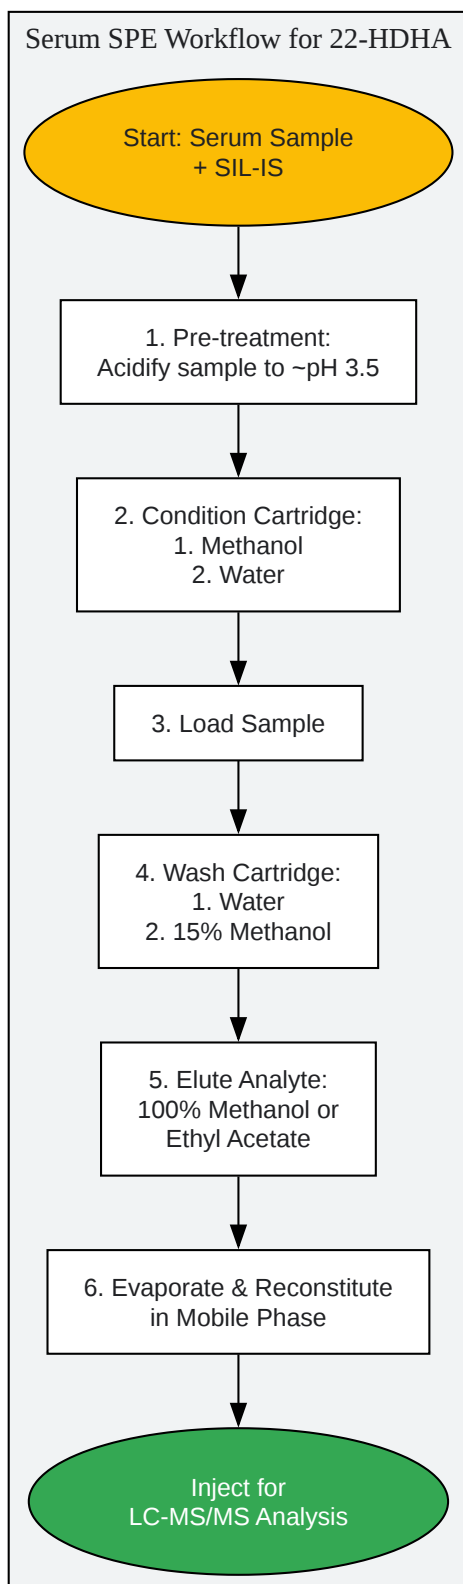 Serum SPE Workflow for 22-HDHA
Start: Serum Sample
+ SIL-IS
1. Pre-treatment:
Acidify sample to ~pH 3.5
2. Condition Cartridge:
1. Methanol
2. Water
3. Load Sample
4. Wash Cartridge:
1. Water
2. 15% Methanol
5. Elute Analyte:
100% Methanol or
Ethyl Acetate
6. Evaporate & Reconstitute
in Mobile Phase
Inject for
LC-MS/MS Analysis